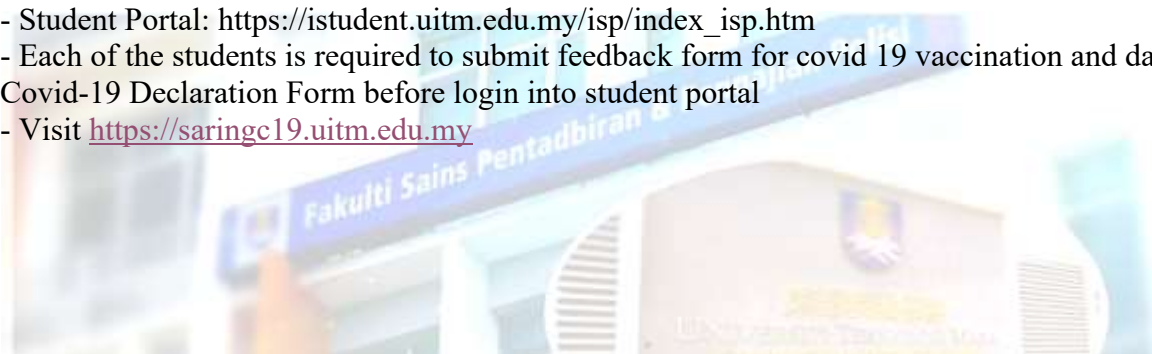 - Student Portal: https://istudent.uitm.edu.my/isp/index_isp.htm
- Each of the students is required to submit feedback form for covid 19 vaccination and da
Covid-19 Declaration Form before login into student portal
- Visit https://saringc19.uitm.edu.my
Fakulti Sains Pentadbiran & Pengajian Polisi